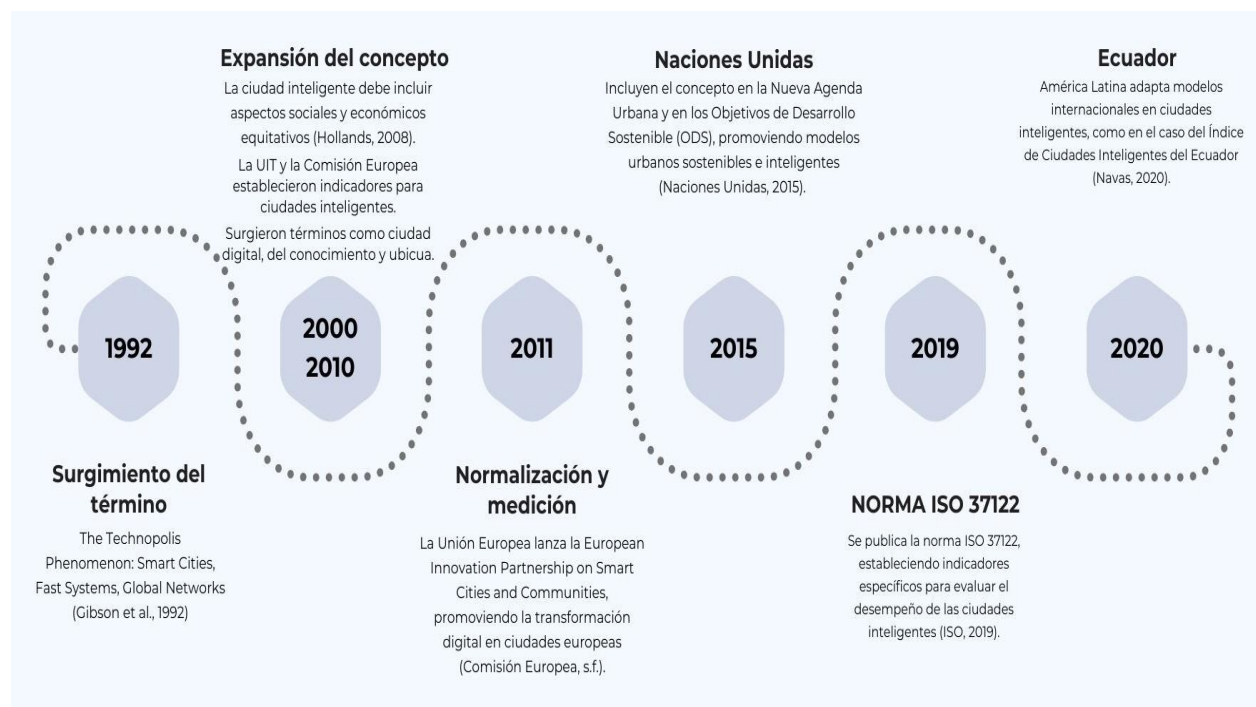 Expansión del concepto
La ciudad inteligente debe incluir
aspectos sociales y económicos
equitativos (Hollands, 2008).
La UIT y la Comisión Europea
establecieron indicadores para
ciudades inteligentes.
Surgieron términos como ciudad
digital, del conocimiento y ubicua.
Naciones Unidas
Incluyen el concepto en la Nueva Agenda
Urbana y en los Objetivos de Desarrollo
Sostenible (ODS), promoviendo modelos
urbanos sostenibles e inteligentes
(Naciones Unidas, 2015).
Ecuador
América Latina adapta modelos
internacionales en ciudades
inteligentes, como en el caso del Índice
de Ciudades Inteligentes del Ecuador
(Navas, 2020).
1992
2000
2010
2011
2015
2019
2020
Surgimiento del
término
The Technopolis
Phenomenon: Smart Cities,
Fast Systems, Global Networks
(Gibson et al., 1992)
Normalización y
medición
La Unión Europea lanza la European
Innovation Partnership on Smart
Cities and Communities,
promoviendo la transformación
digital en ciudades europeas
(Comisión Europea, s.f.).
NORMA ISO 37122
Se publica la norma ISO 37122,
estableciendo indicadores
específicos para evaluar el
desempeño de las ciudades
inteligentes (ISO, 2019).